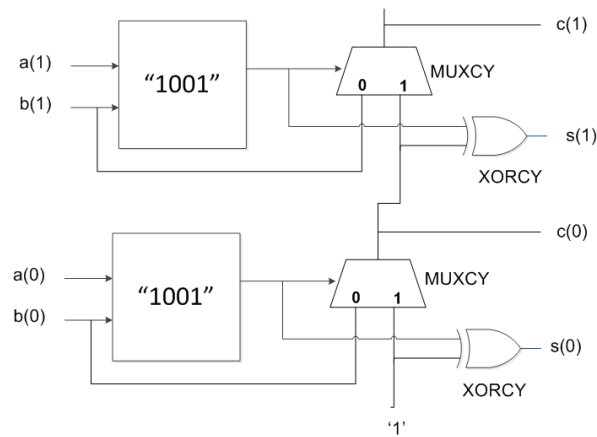 c(1)
a(1)
"1001"
0 1
MUXCY
b(1)
s(1)
XORCY
c(0)
a(0)
"1001"
MUXCY
0 1
b(0)
s(0)
XORCY
'1'